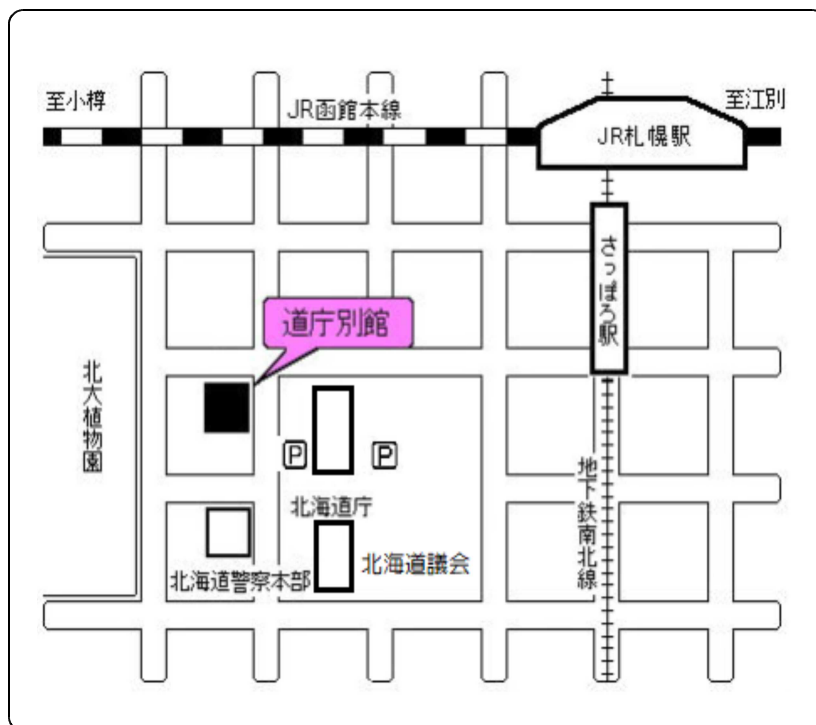 至小樽
JR函館本線
至江別
JR札幌駅
さっぽろ駅
道庁別館
北大植物園
P
P
北海道庁
地下鉄南北線
北海道議会
北海道警察本部